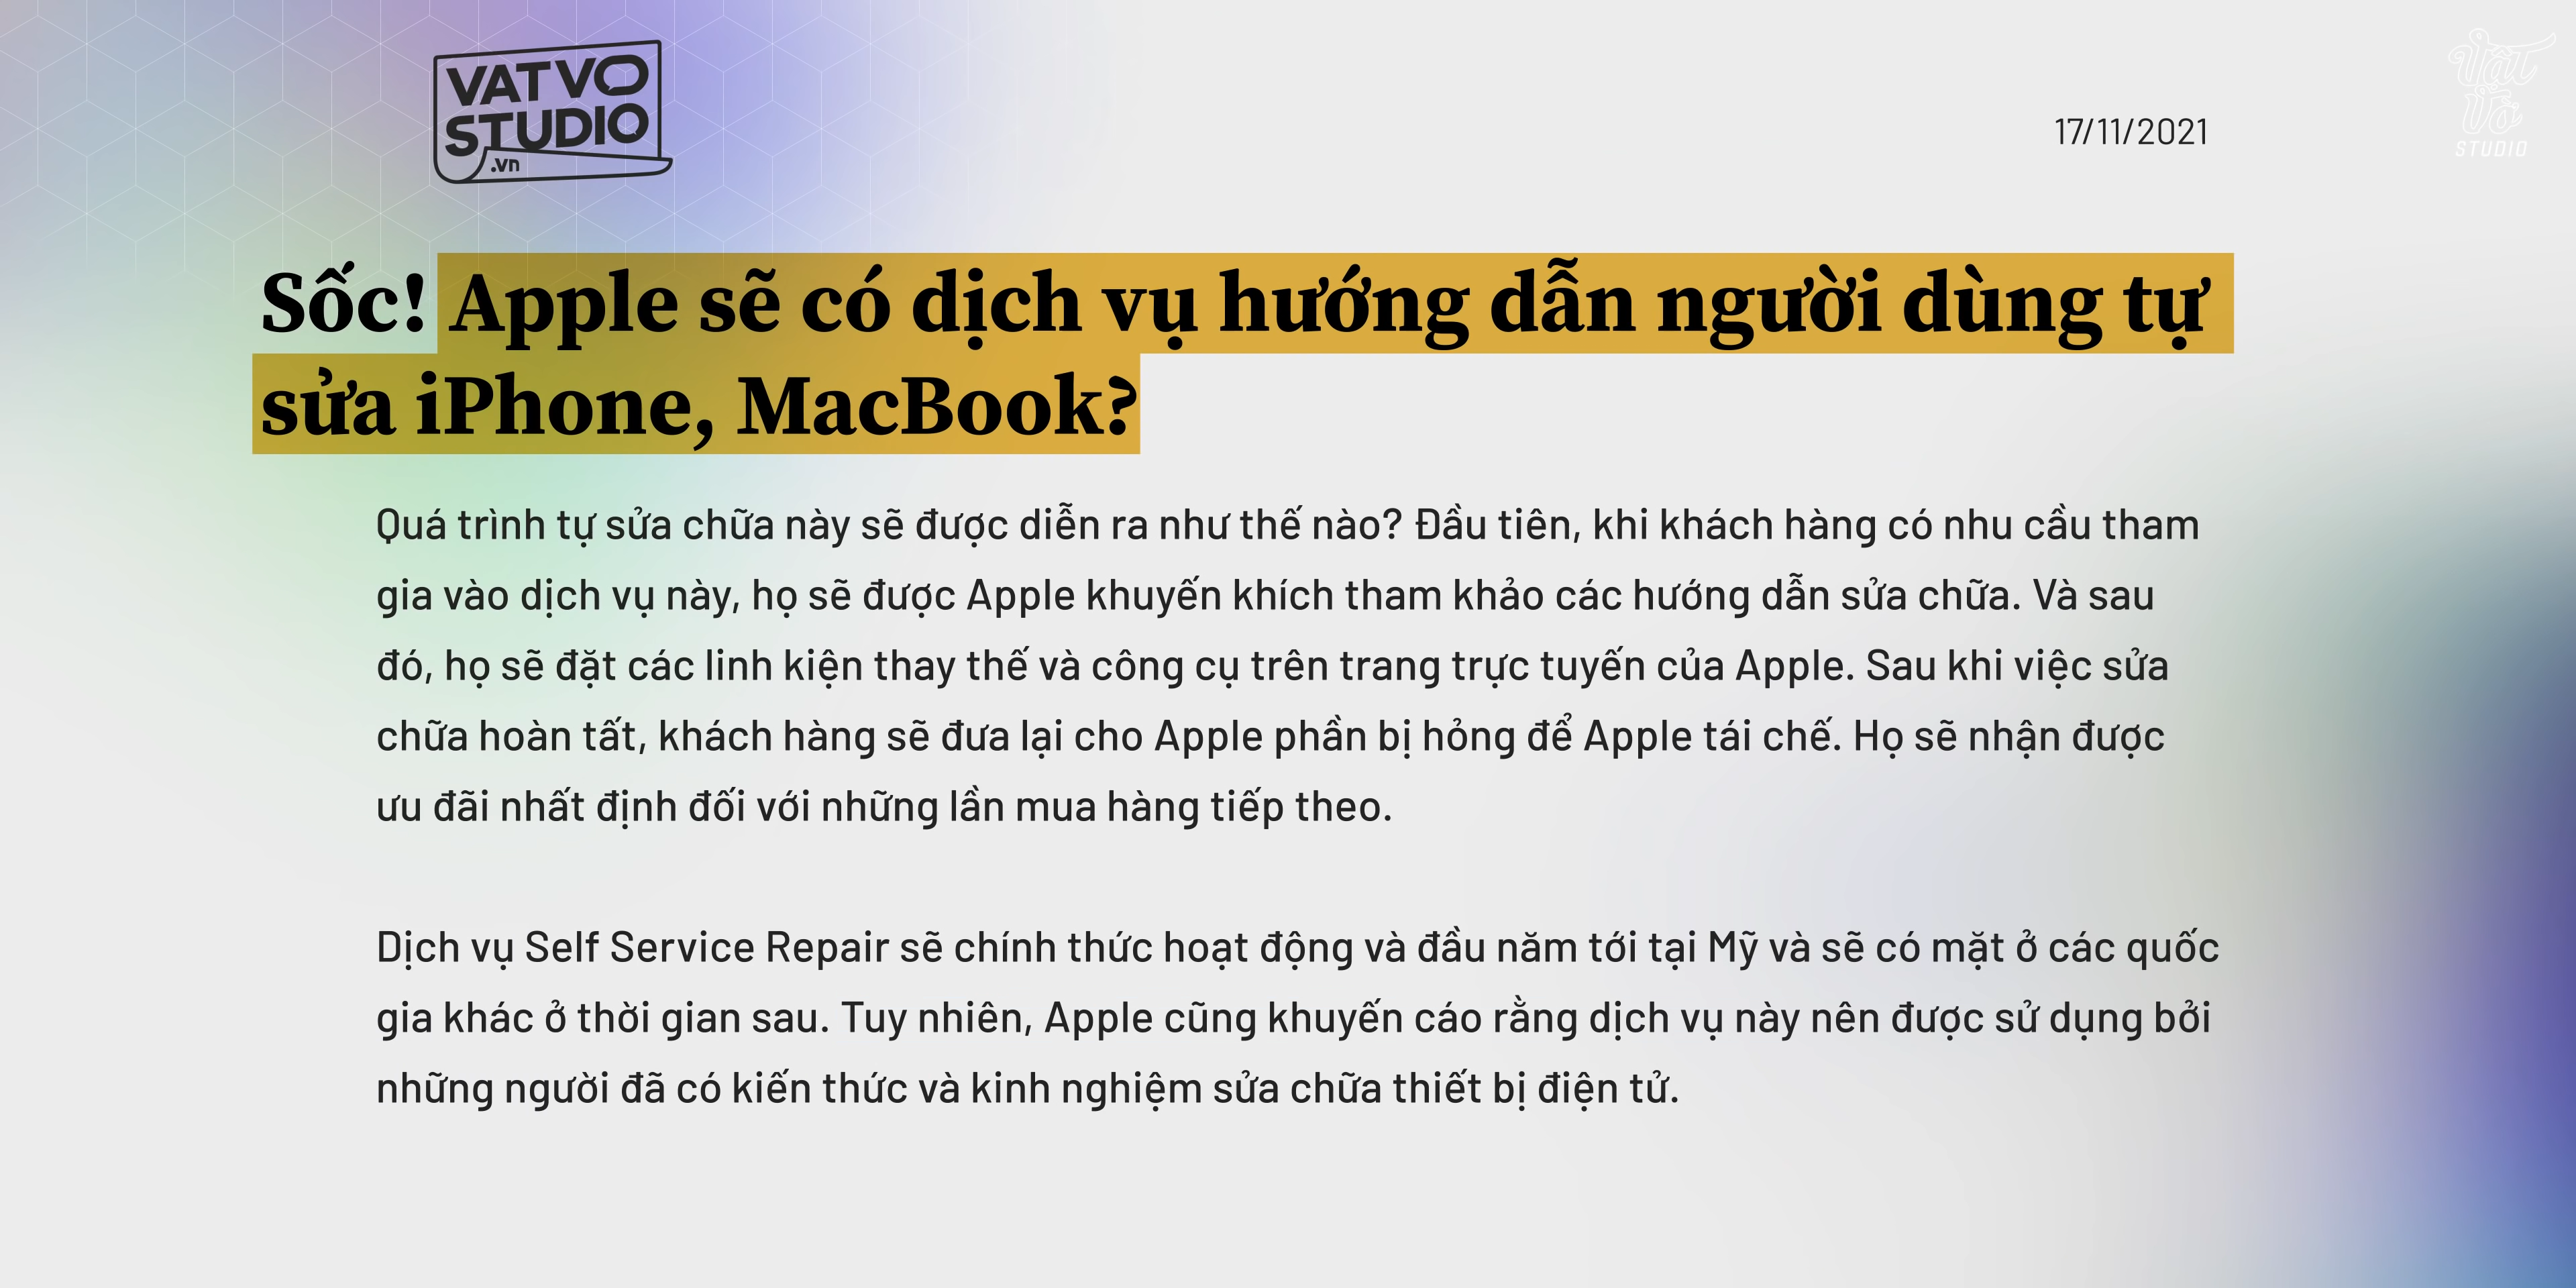 VATVO
STUDIO
.vn
17/11/2021
Vật
Vờ
STUDIO
Sốc! Apple sẽ có dịch vụ hướng dẫn người dùng tự
sửa iPhone, MacBook?
Quá trình tự sửa chữa này sẽ được diễn ra như thế nào? Đầu tiên, khi khách hàng có nhu cầu tham
gia vào dịch vụ này, họ sẽ được Apple khuyến khích tham khảo các hướng dẫn sửa chữa. Và sau
đó, họ sẽ đặt các linh kiện thay thế và công cụ trên trang trực tuyến của Apple. Sau khi việc sửa
chữa hoàn tất, khách hàng sẽ đưa lại cho Apple phần bị hỏng để Apple tái chế. Họ sẽ nhận được
ưu đãi nhất định đối với những lần mua hàng tiếp theo.
Dịch vụ Self Service Repair sẽ chính thức hoạt động và đầu năm tới tại Mỹ và sẽ có mặt ở các quốc
gia khác ở thời gian sau. Tuy nhiên, Apple cũng khuyến cáo rằng dịch vụ này nên được sử dụng bởi
những người đã có kiến thức và kinh nghiệm sửa chữa thiết bị điện tử.